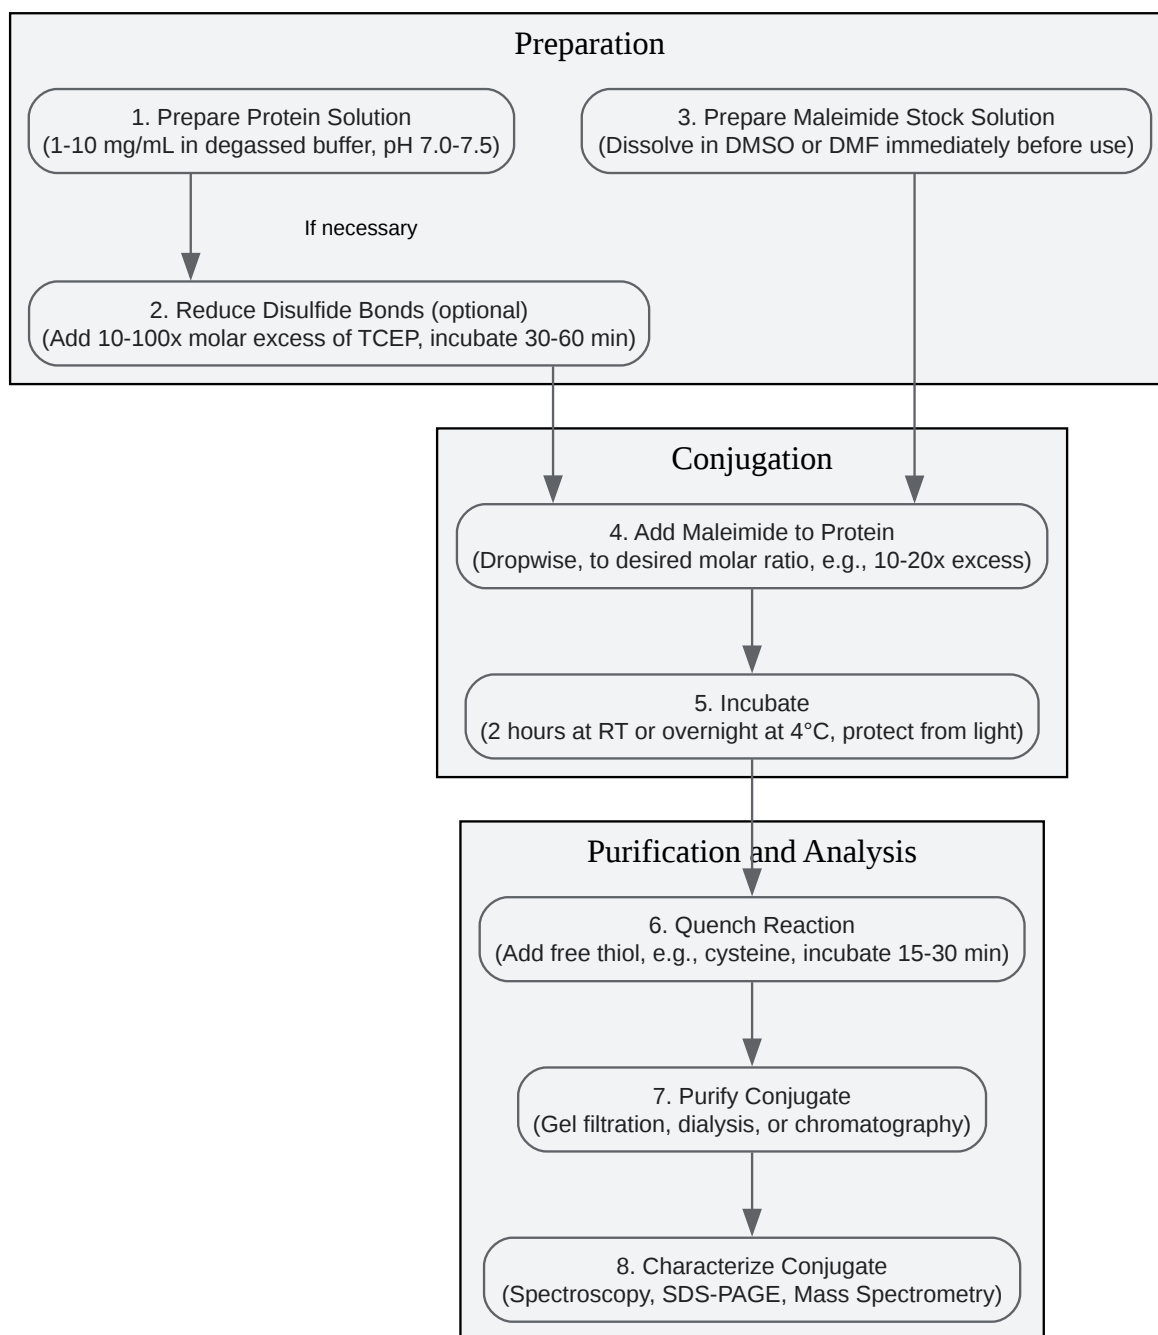 Preparation
1. Prepare Protein Solution
(1-10 mg/mL in degassed buffer, pH 7.0-7.5)
3. Prepare Maleimide Stock Solution
(Dissolve in DMSO or DMF immediately before use)
If necessary
2. Reduce Disulfide Bonds (optional)
(Add 10-100x molar excess of TCEP, incubate 30-60 min)
Conjugation
4. Add Maleimide to Protein
(Dropwise, to desired molar ratio, e.g., 10-20x excess)
5. Incubate
(2 hours at RT or overnight at 4°C, protect from light)
Purification and Analysis
6. Quench Reaction
(Add free thiol, e.g., cysteine, incubate 15-30 min)
7. Purify Conjugate
(Gel filtration, dialysis, or chromatography)
8. Characterize Conjugate
(Spectroscopy, SDS-PAGE, Mass Spectrometry)